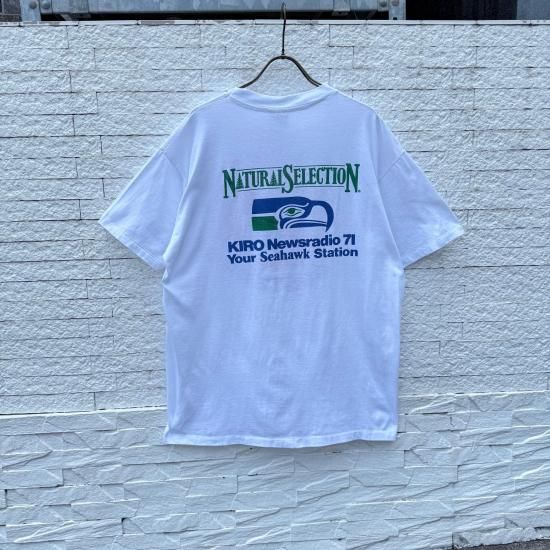 NATURAL SELECTION
KIRO Newsradio 71
Your Seahawk Station